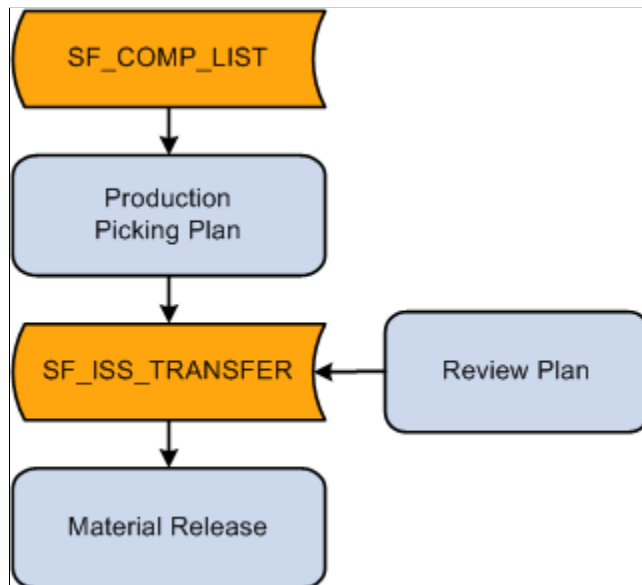 SF_COMP_LIST
Production
Picking Plan
SF_ISS_TRANSFER
Review Plan
Material Release